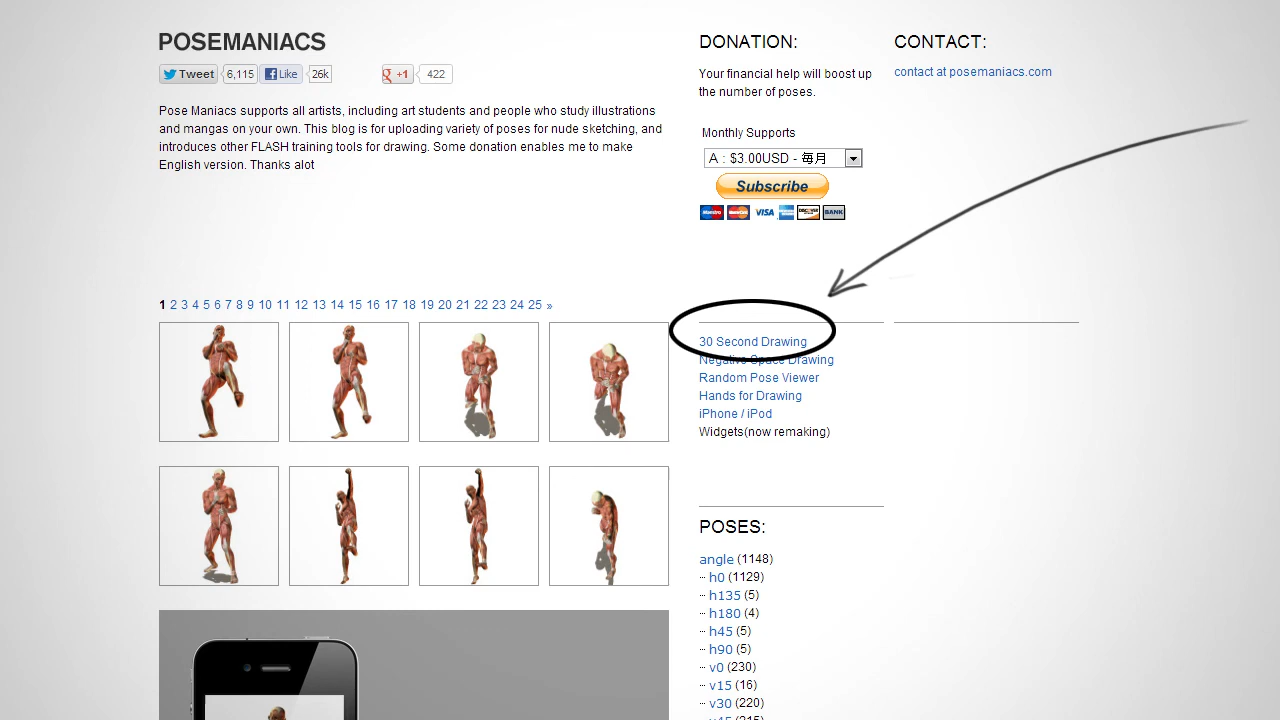 POSEMANIACS
Tweet 6,115 Like 26k +1 422
Pose Maniacs supports all artists, including art students and people who study illustrations
and mangas on your own. This blog is for uploading variety of poses for nude sketching, and
introduces other FLASH training tools for drawing. Some donation enables me to make
English version. Thanks alot
DONATION:
Your financial help will boost up
the number of poses.
Monthly Supports
A : $3.00USD - 毎月
Subscribe
Maestro MasterCard VISA DISCOVER BANK
CONTACT:
contact at posemaniacs.com
1 2 3 4 5 6 7 8 9 10 11 12 13 14 15 16 17 18 19 20 21 22 23 24 25 »
30 Second Drawing
Negative Space Drawing
Random Pose Viewer
Hands for Drawing
iPhone / iPod
Widgets(now remaking)
POSES:
angle (1148)
h0 (1129)
h135 (5)
h180 (4)
h45 (5)
h90 (5)
v0 (230)
v15 (16)
v30 (220)
v45 (215)